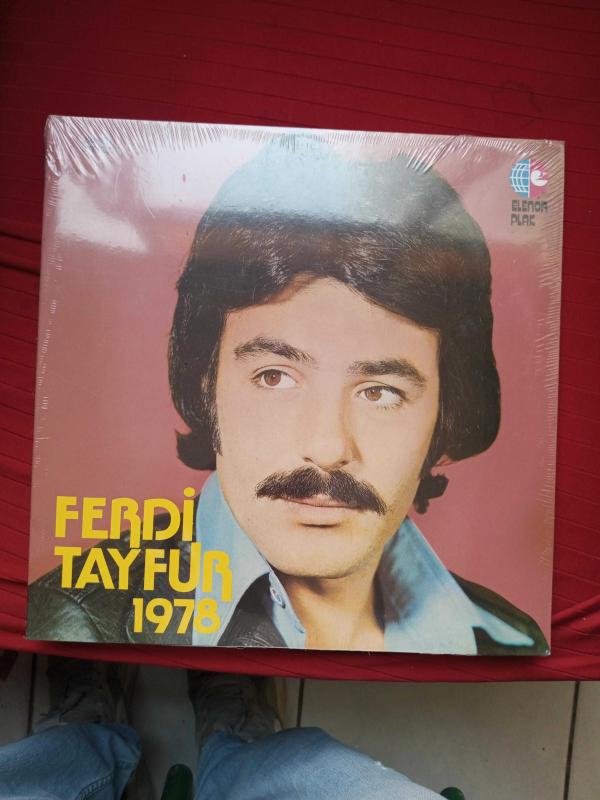 ELENOR
PLAK
FERDİ
TAYFUR
1978